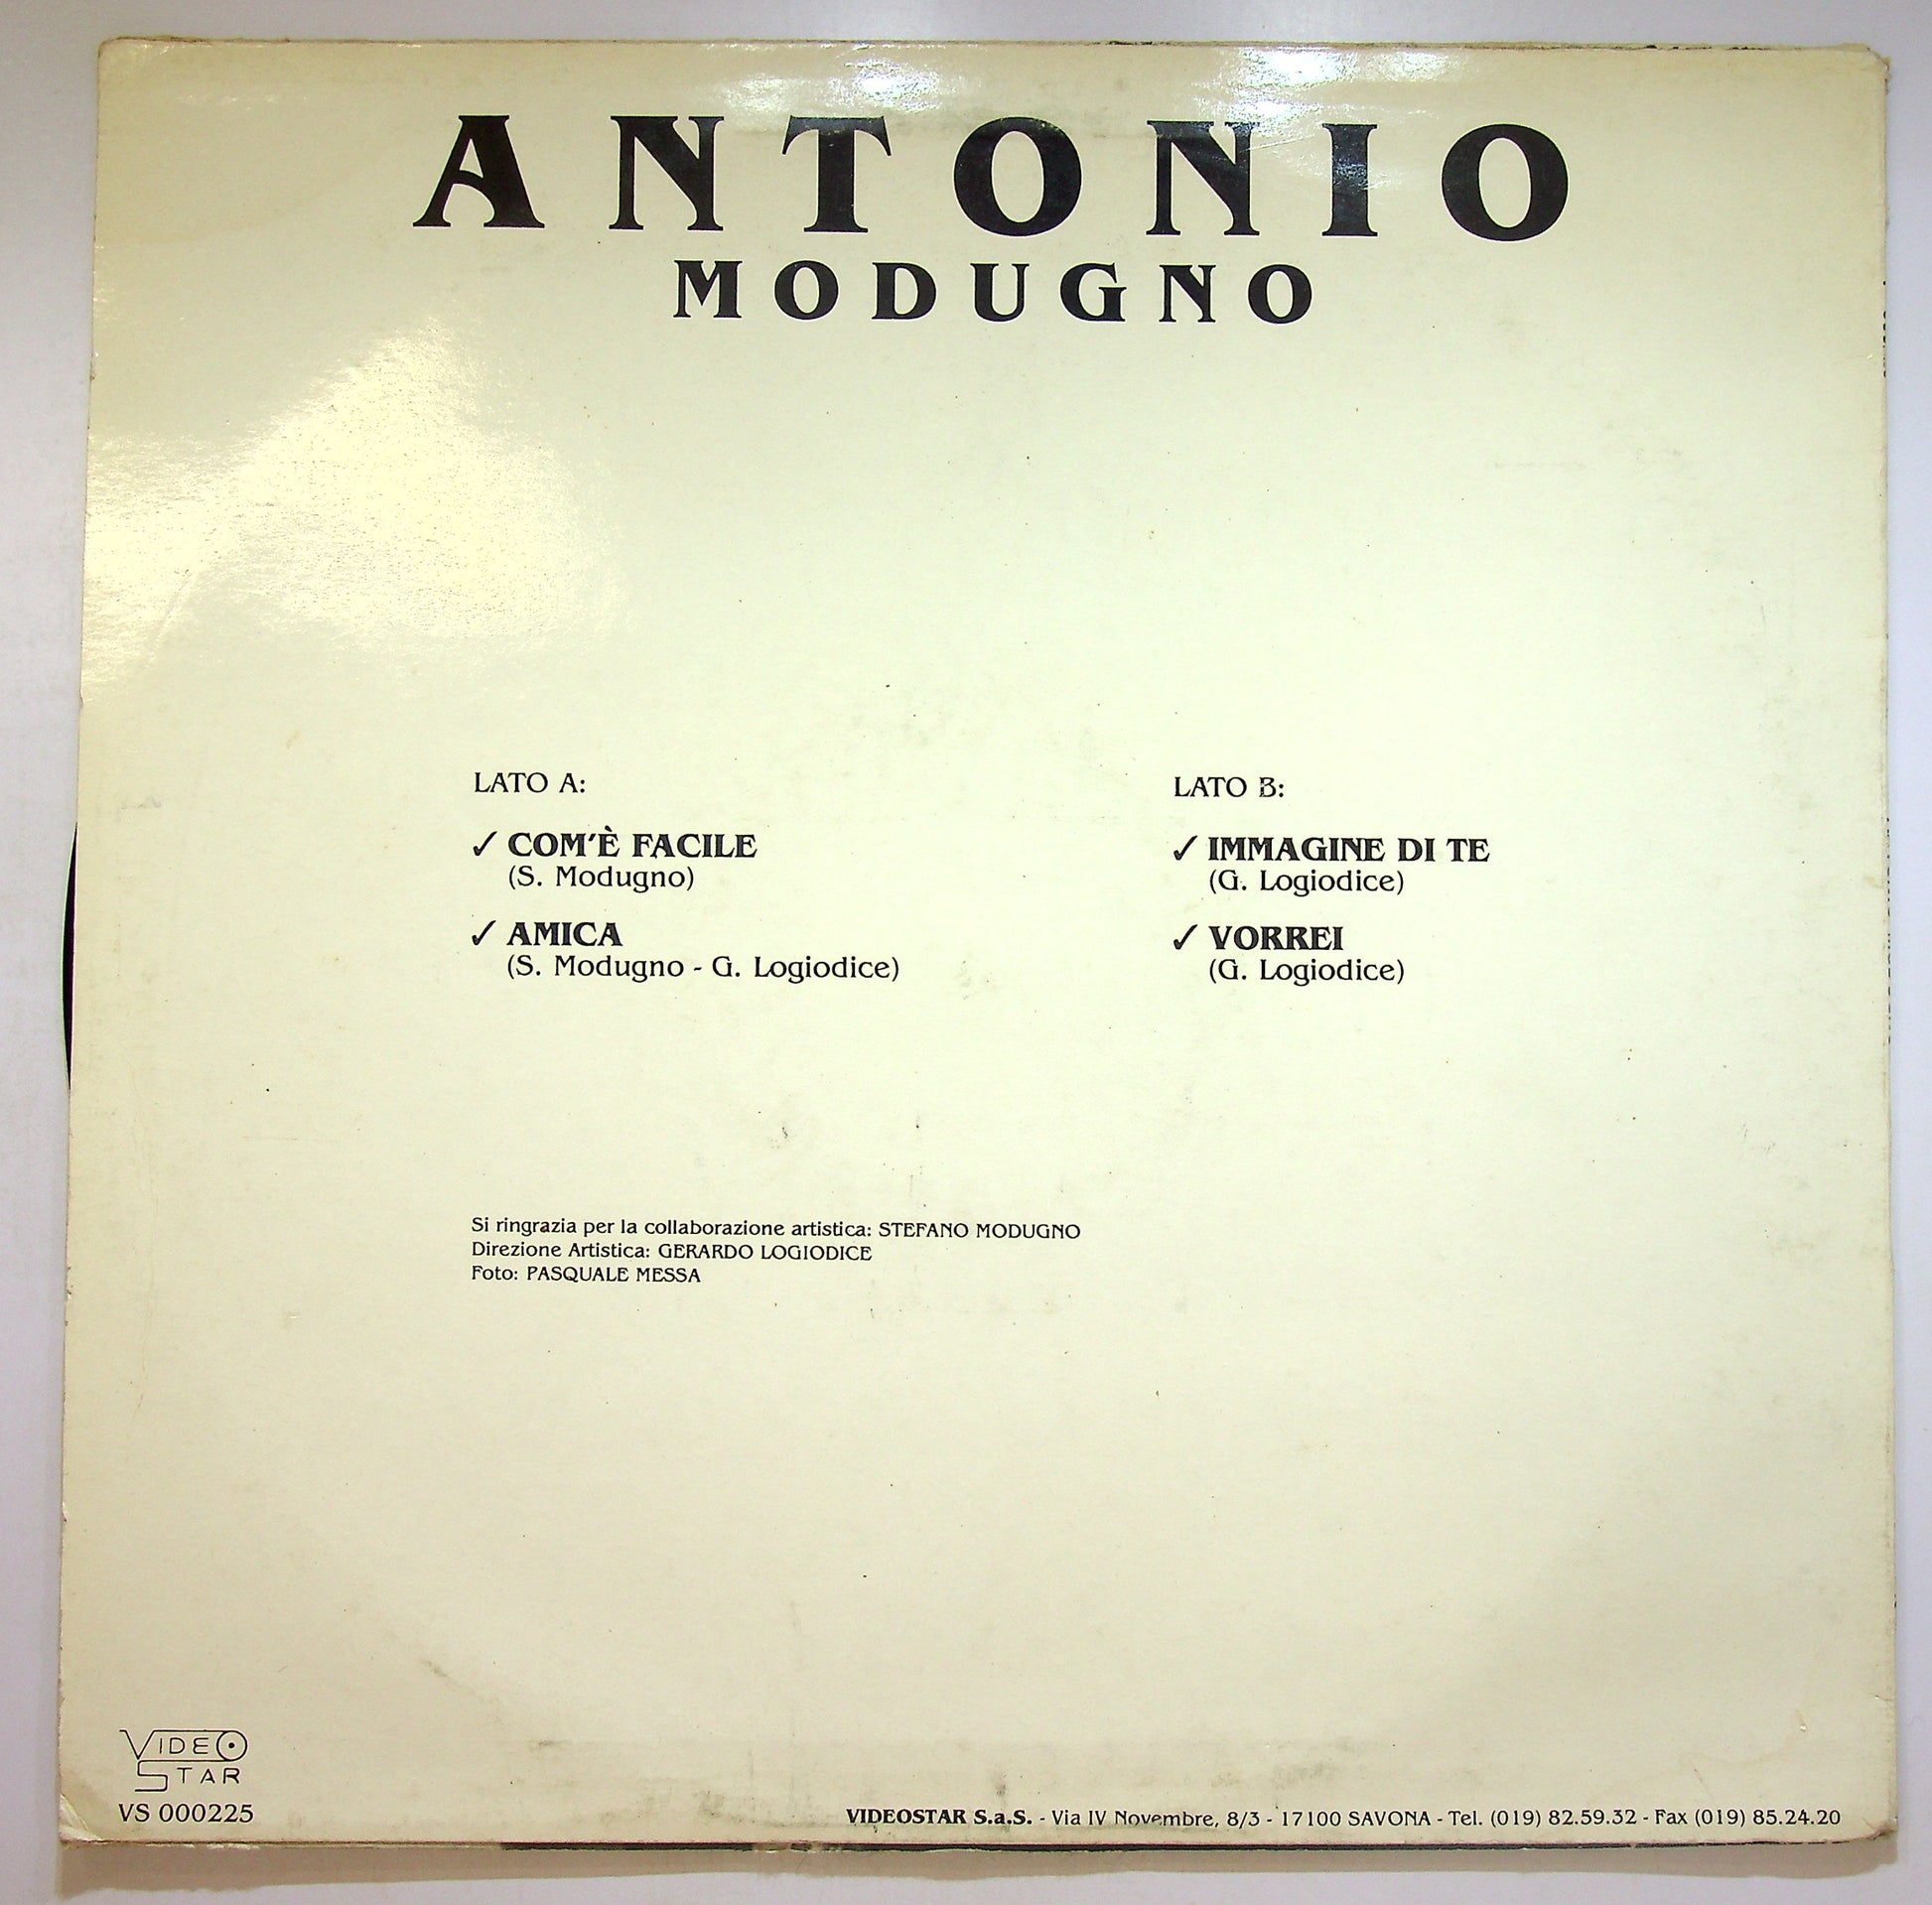 ANTONIO
MODUGNO
LATO A:
✓ COM'È FACILE
(S. Modugno)
✓ AMICA
(S. Modugno - G. Logiodice)
LATO B:
✓ IMMAGINE DI TE
(G. Logiodice)
✓ VORREI
(G. Logiodice)
Si ringrazia per la collaborazione artistica: STEFANO MODUGNO
Direzione Artistica: GERARDO LOGIODICE
Foto: PASQUALE MESSA
VIDEO
STAR
VS 000225
VIDEOSTAR S.a.S. - Via IV Novembre, 8/3 - 17100 SAVONA - Tel. (019) 82.59.32 - Fax (019) 85.24.20